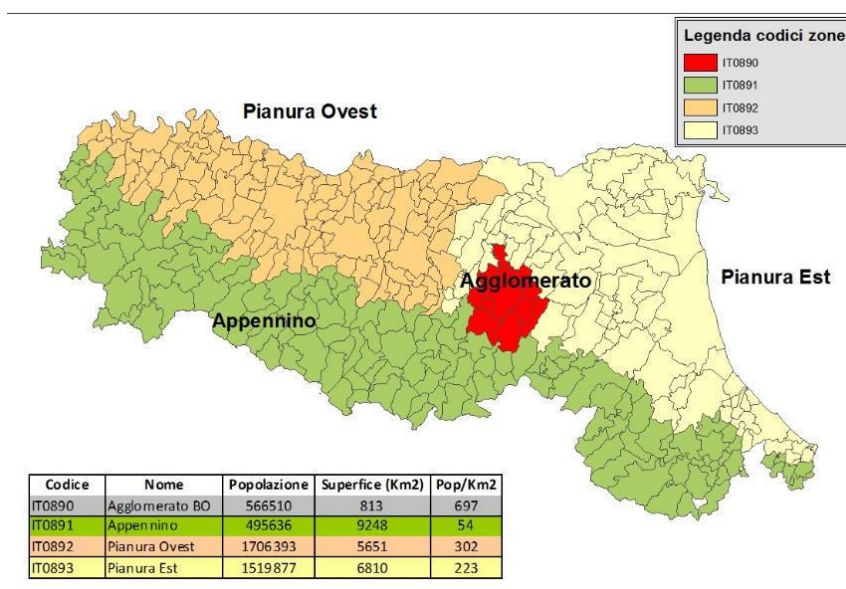 Legenda codici zone
IT0890
IT0891
IT0892
IT0893
Pianura Ovest
Agglomerato
Pianura Est
Appennino
Codice Nome Popolazione Superfice (Km2) Pop/Km2
IT0890 Agglomerato BO 566510 813 697
IT0891 Appennino 495636 9248 54
IT0892 Pianura Ovest 1706393 5651 302
IT0893 Pianura Est 1519877 6810 223